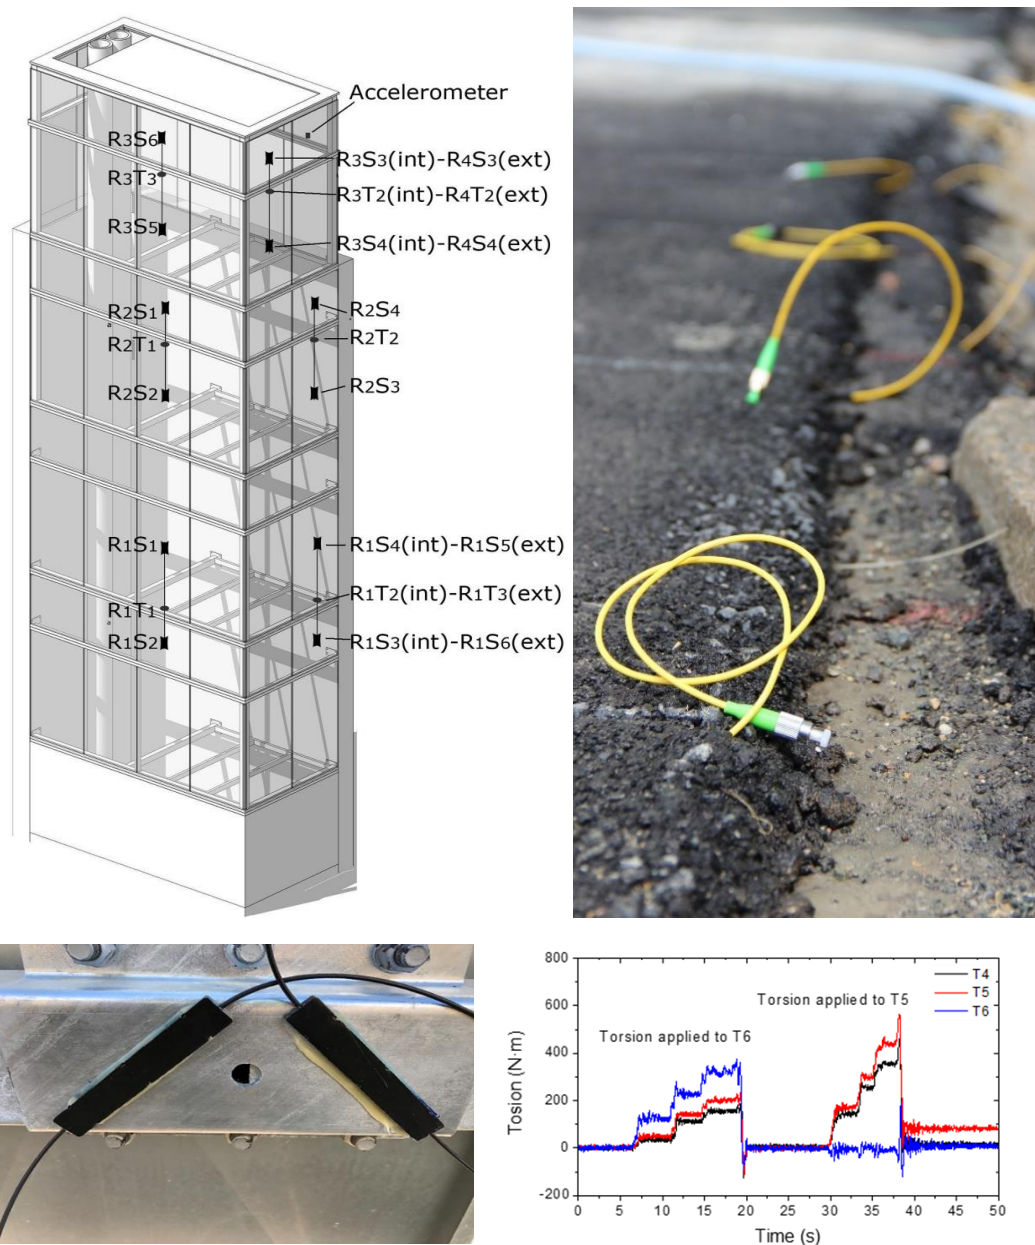 Accelerometer
R3S6
R3S3(int)-R4S3(ext)
R3T3
R3T2(int)-R4T2(ext)
R3S5
R3S4(int)-R4S4(ext)
R2S1
R2S4
R2T1
R2T2
R2S2
R2S3
R1S1
R1S4(int)-R1S5(ext)
R1T1
R1T2(int)-R1T3(ext)
R1S2
R1S3(int)-R1S6(ext)
800
600
400
200
0
-200
Tosion (N·m)
Torsion applied to T6
Torsion applied to T5
T4
T5
T6
0 5 10 15 20 25 30 35 40 45 50
Time (s)